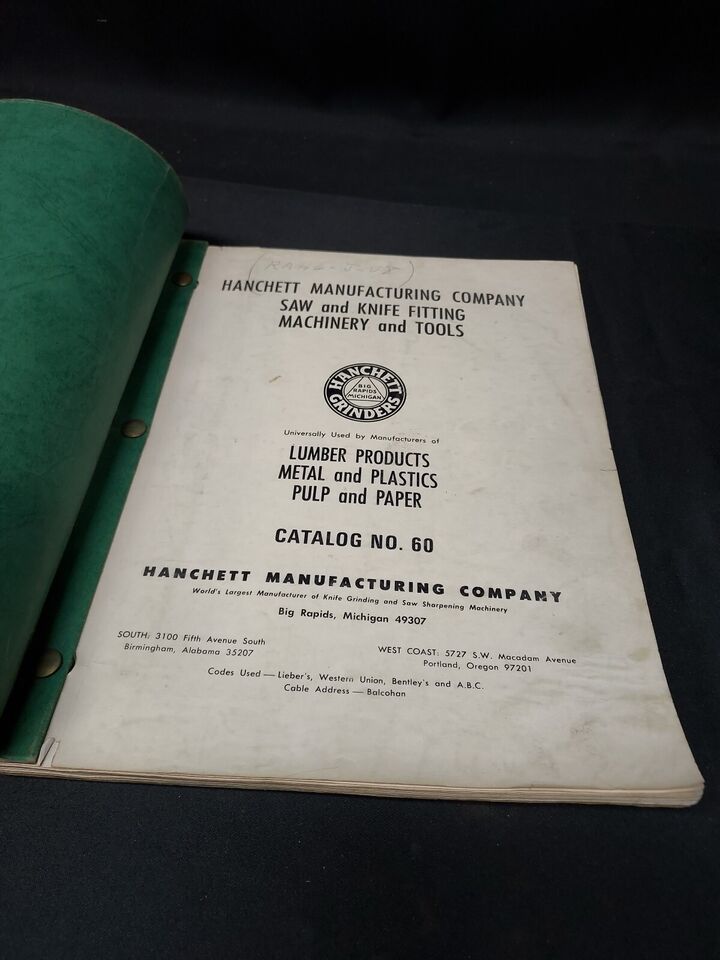 HANCHETT MANUFACTURING COMPANY
SAW and KNIFE FITTING
MACHINERY and TOOLS
HANCHETT
BIG
RAPIDS
MICHIGAN
GRINDERS
Universally Used by Manufacturers of
LUMBER PRODUCTS
METAL and PLASTICS
PULP and PAPER
CATALOG NO. 60
HANCHETT MANUFACTURING COMPANY
World's Largest Manufacturer of Knife Grinding and Saw Sharpening Machinery
Big Rapids, Michigan 49307
SOUTH: 3100 Fifth Avenue South
Birmingham, Alabama 35207
WEST COAST: 5727 S.W. Macadam Avenue
Portland, Oregon 97201
Codes Used — Lieber's, Western Union, Bentley's and A.B.C.
Cable Address — Balcohan